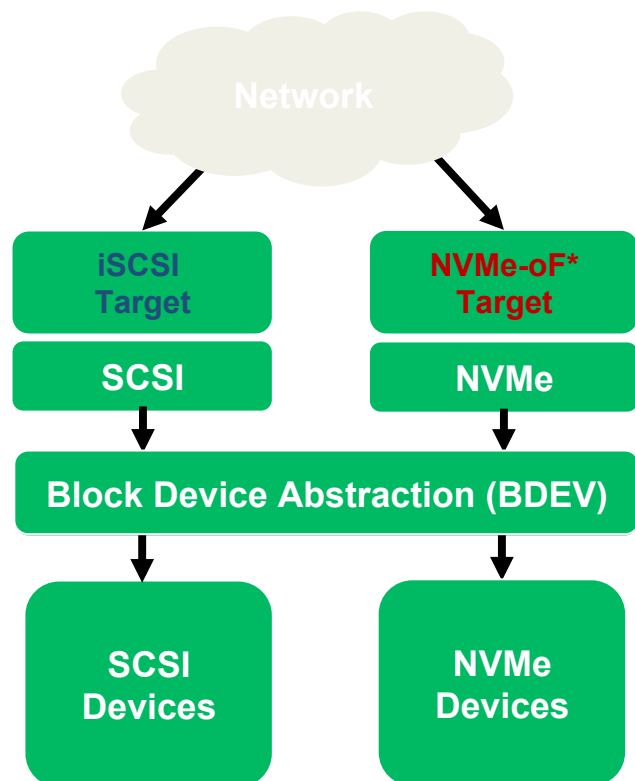 Network
iSCSI
Target
NVMe-oF*
Target
SCSI
NVMe
Block Device Abstraction (BDEV)
SCSI
Devices
NVMe
Devices